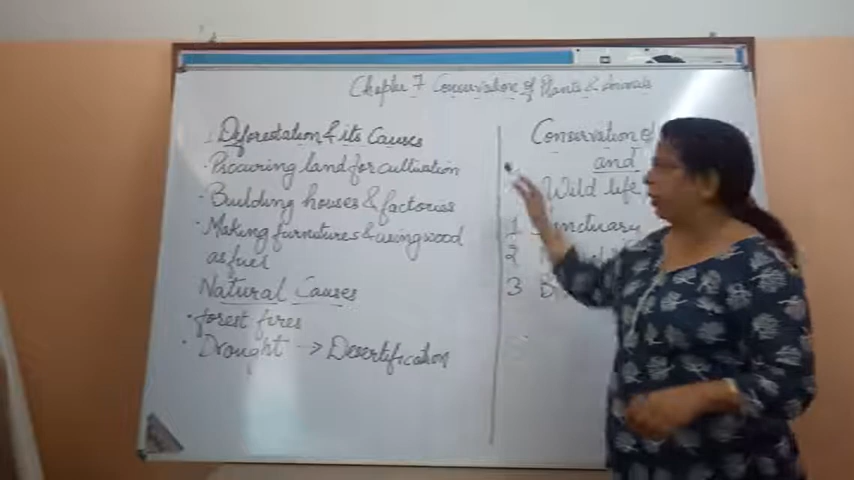 Chapter 7 Conservation of Plants & Animals
Deforestation & its Causes
· Procuring land for cultivation
· Building houses & factories
· Making furnitures & using wood
as fuel
Natural Causes
· forest fires
· Drought → Desertification
Conservation of
and
Wild life
1 Sanctuary
2
3 B